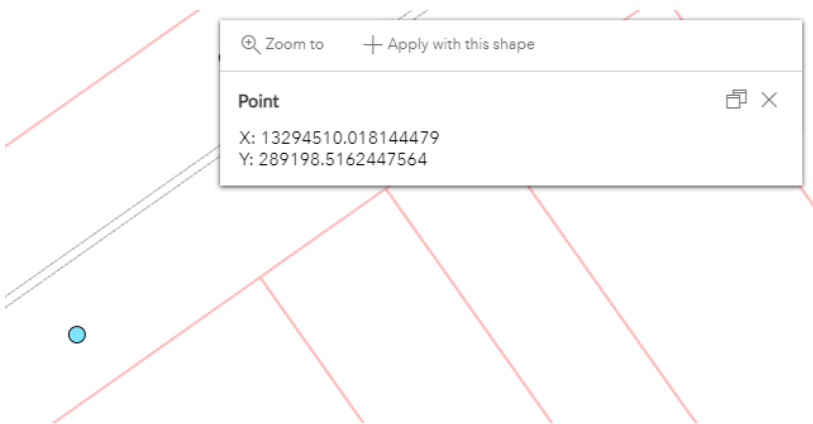 Zoom to
Apply with this shape
Point
X: 13294510.018144479
Y: 289198.5162447564